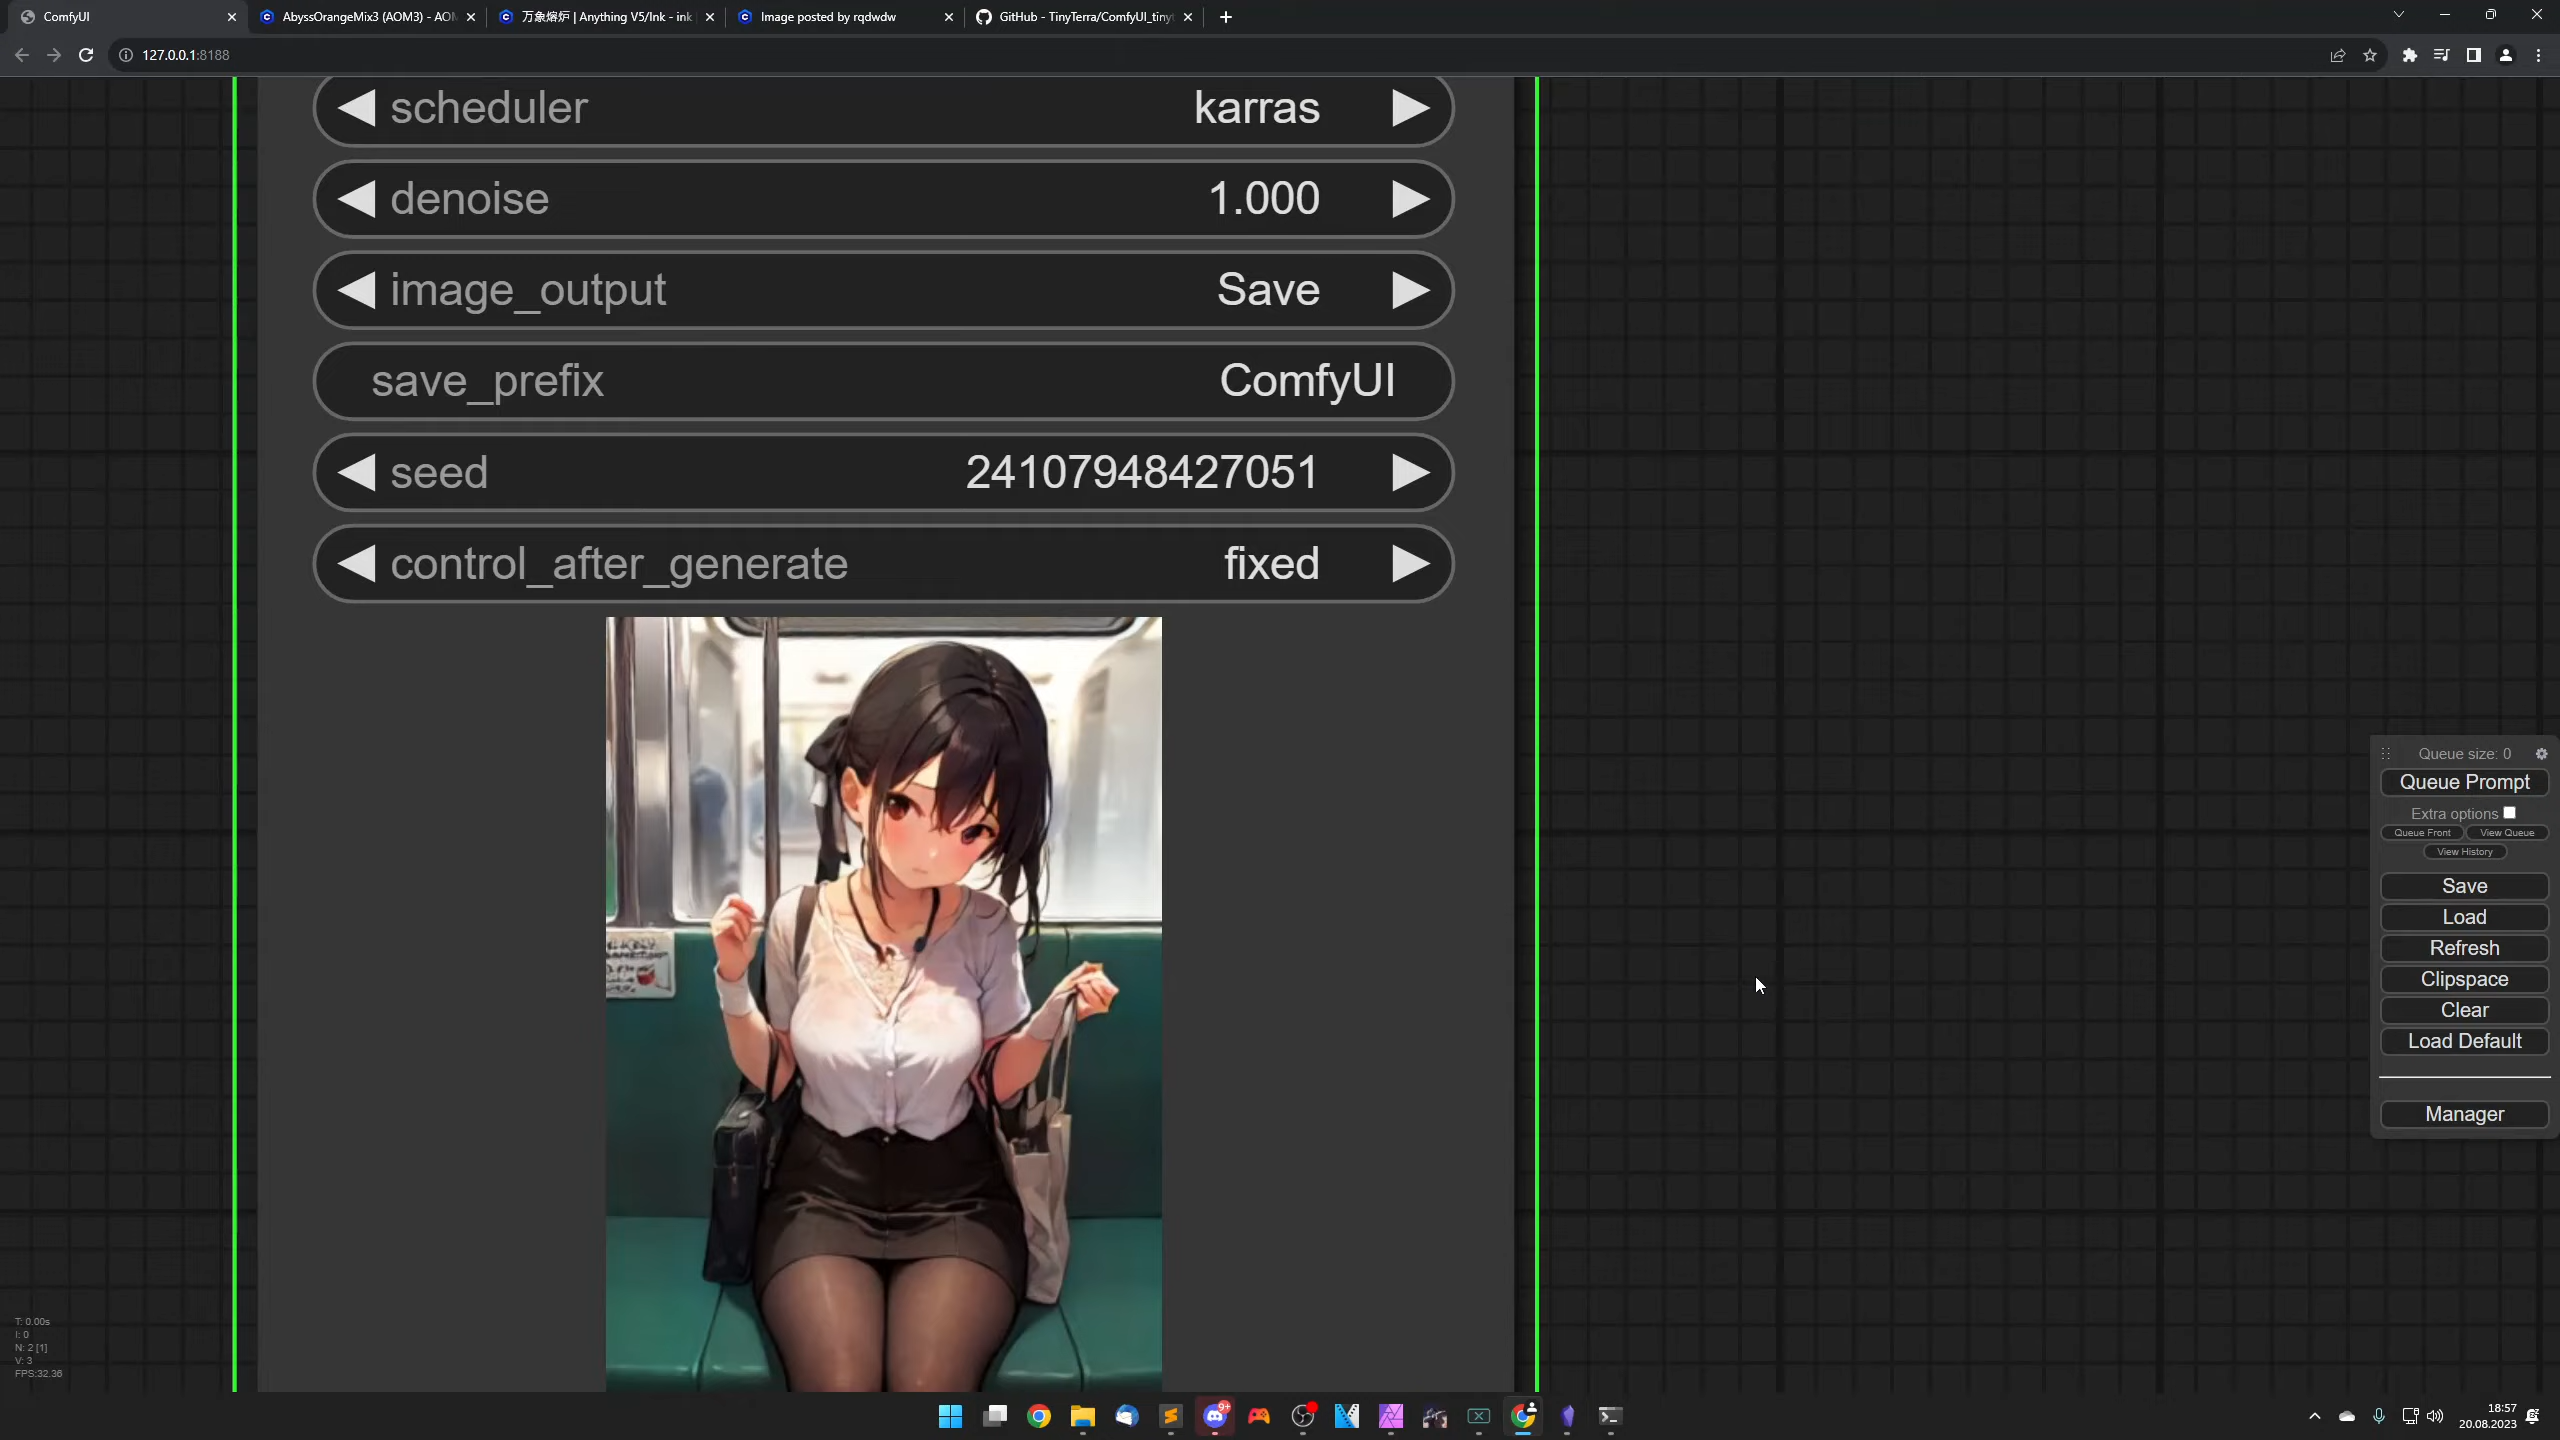 ComfyUI
AbyssOrangeMix3 (AOM3) - AOM
万象熔炉 | Anything V5/Ink - ink
Image posted by rqdwdw
GitHub - TinyTerra/ComfyUI_tinyt
127.0.0.1:8188
scheduler karras
denoise 1.000
image_output Save
save_prefix ComfyUI
seed 24107948427051
control_after_generate fixed
Queue size: 0
Queue Prompt
Extra options
Queue Front View Queue
View History
Save
Load
Refresh
Clipspace
Clear
Load Default
Manager
T: 0.00s
I: 0
N: 2 [1]
V: 3
FPS:32.36
9+
18:57
20.08.2023